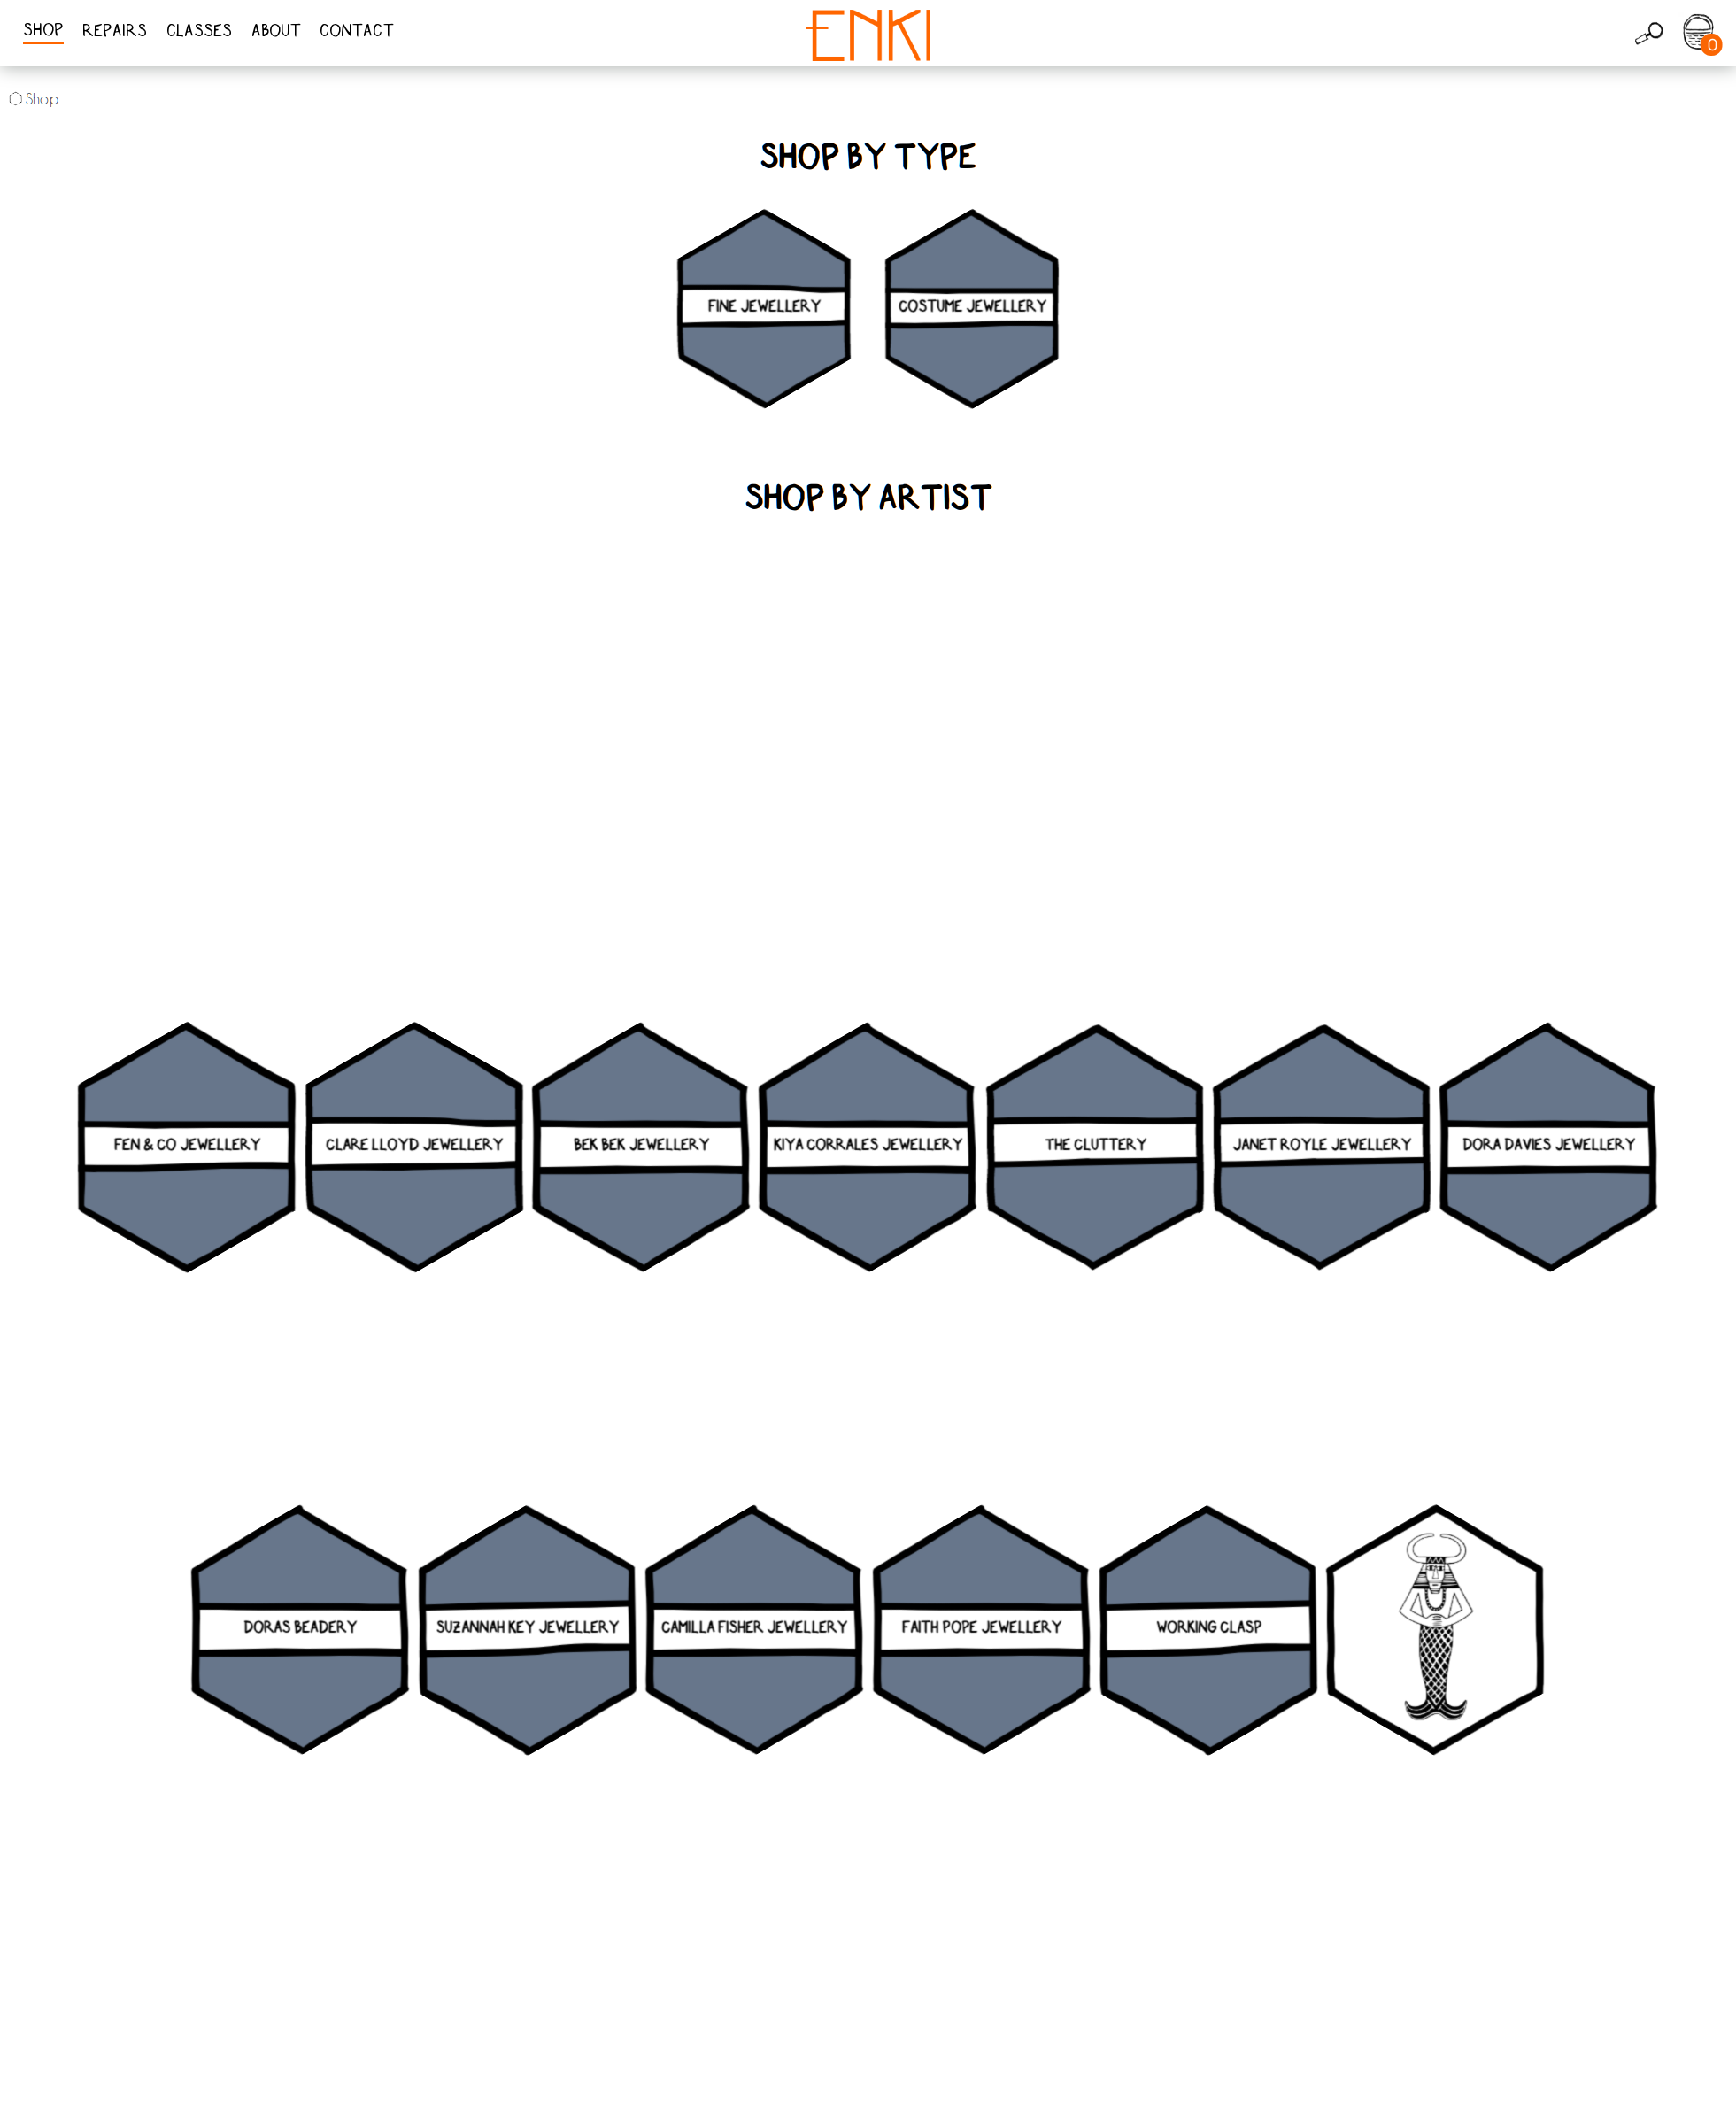 SHOP REPAIRS CLASSES ABOUT CONTACT ENKI 0
Shop
SHOP BY TYPE
FINE JEWELLERY COSTUME JEWELLERY
SHOP BY ARTIST
FEN & CO JEWELLERY CLARE LLOYD JEWELLERY BEK BEK JEWELLERY KIYA CORRALES JEWELLERY THE CLUTTERY JANET ROYLE JEWELLERY DORA DAVIES JEWELLERY
DORAS BEADERY SUZANNAH KEY JEWELLERY CAMILLA FISHER JEWELLERY FAITH POPE JEWELLERY WORKING CLASP